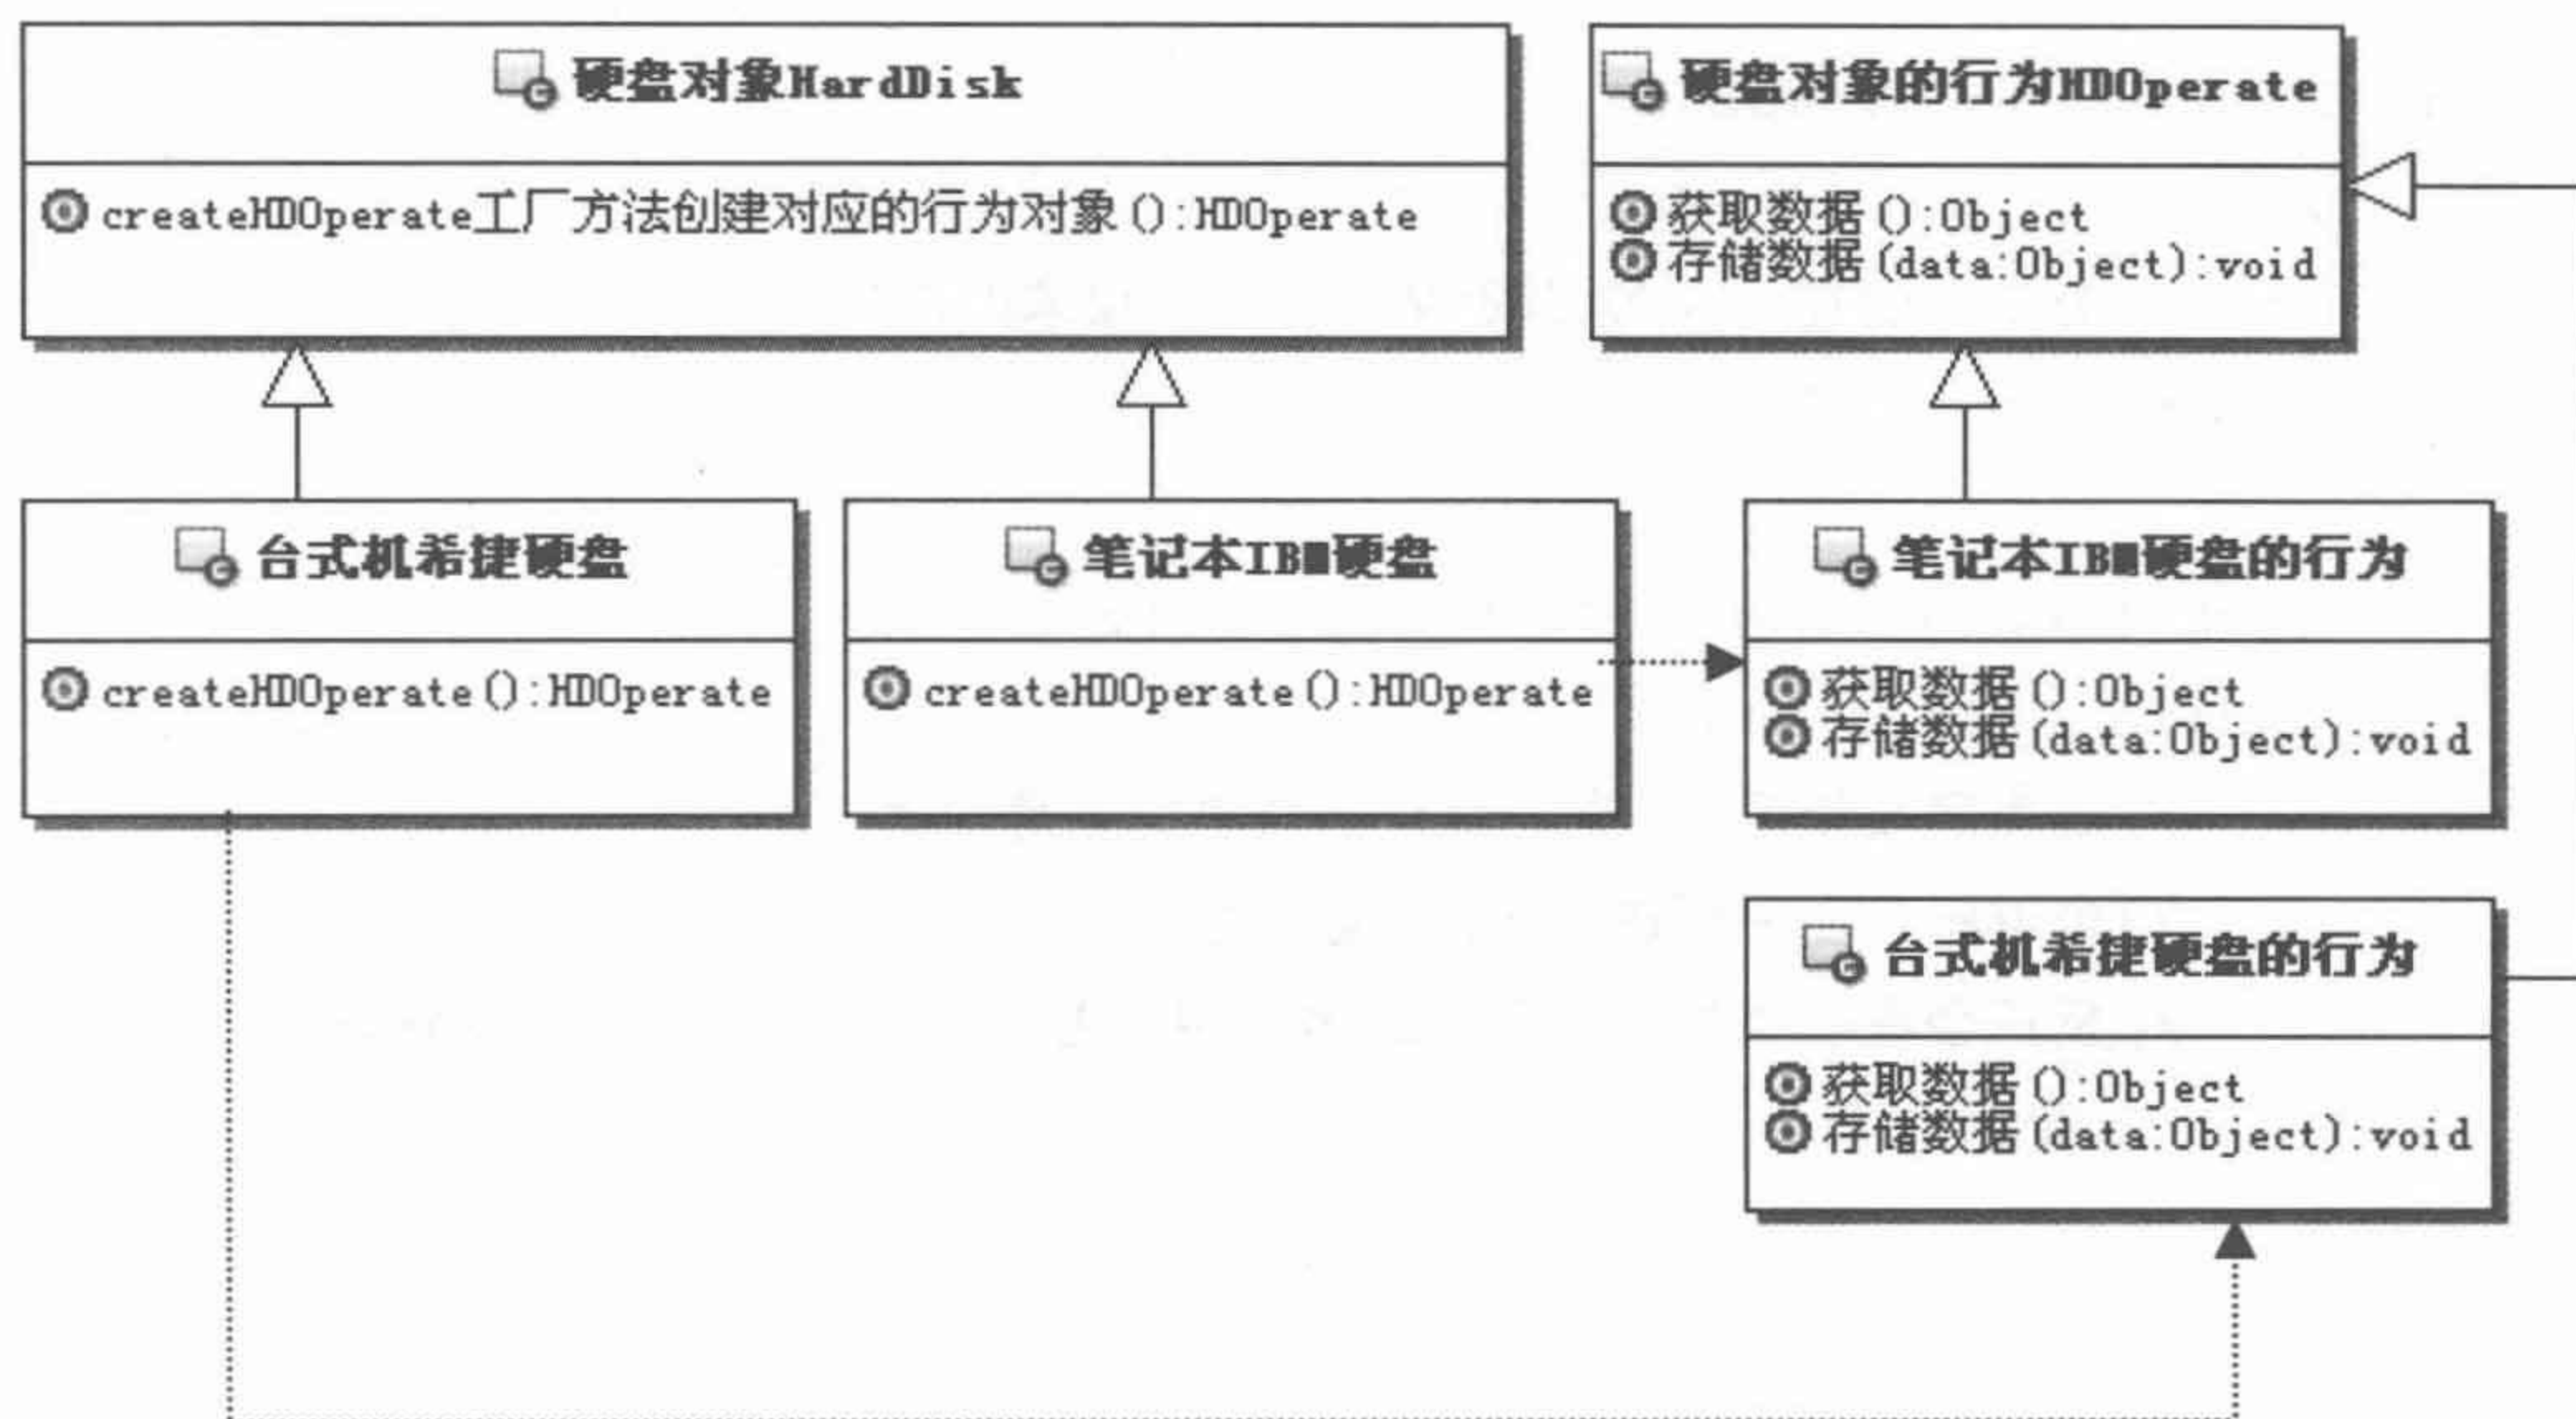 硬盘对象HardDisk
createHDOperate工厂方法创建对应的行为对象():HDOperate
硬盘对象的行为HDOperate
获取数据():Object
存储数据(data:Object):void
台式机希捷硬盘
createHDOperate():HDOperate
笔记本IBM硬盘
createHDOperate():HDOperate
笔记本IBM硬盘的行为
获取数据():Object
存储数据(data:Object):void
台式机希捷硬盘的行为
获取数据():Object
存储数据(data:Object):void